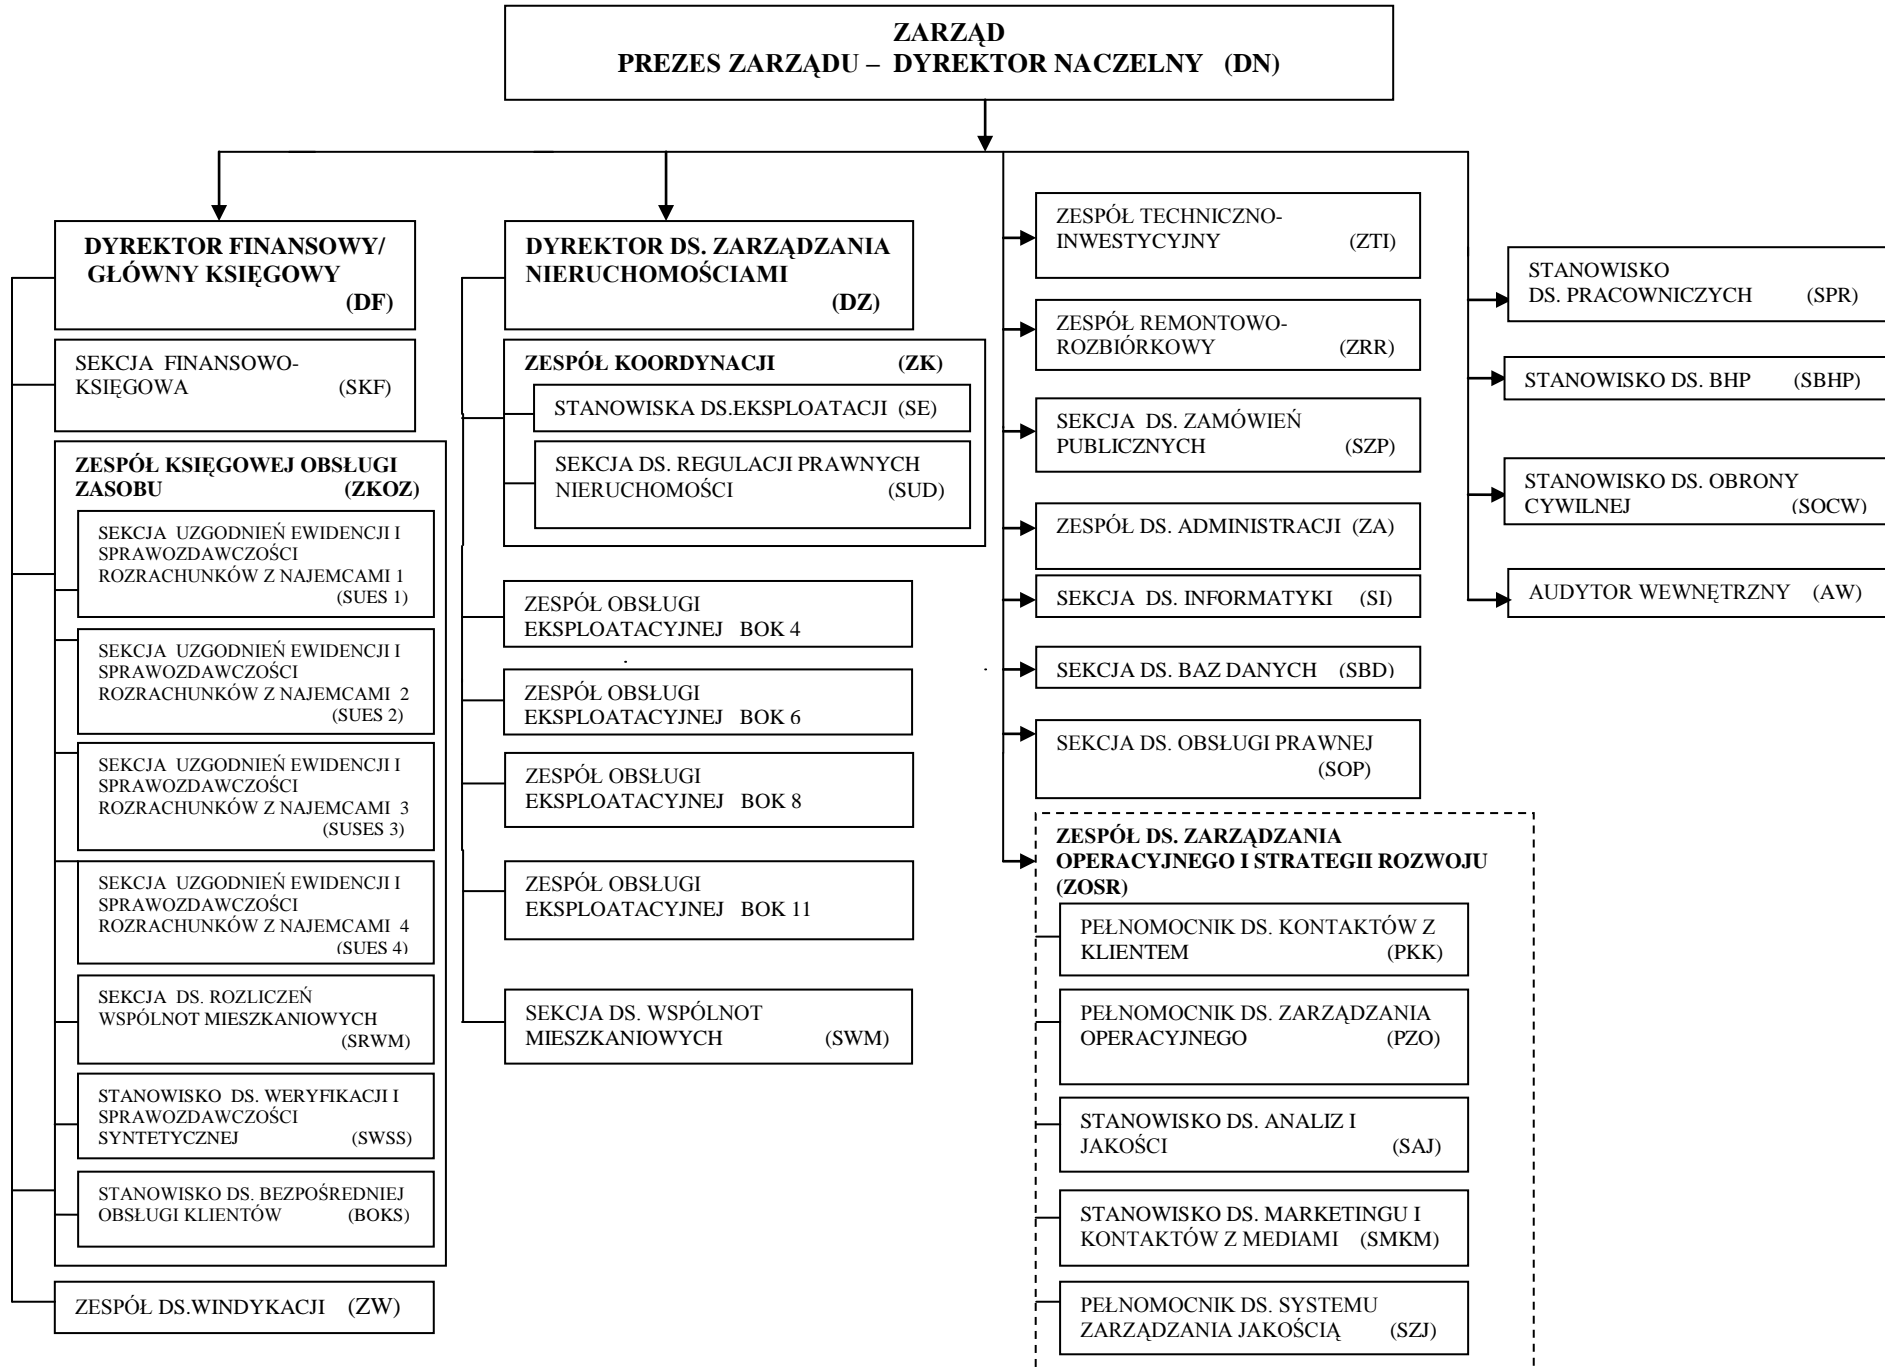 ZARZĄD
PREZES ZARZĄDU – DYREKTOR NACZELNY (DN)
DYREKTOR FINANSOWY/
GŁÓWNY KSIĘGOWY
(DF)
SEKCJA FINANSOWO-
KSIĘGOWA (SKF)
ZESPÓŁ KSIĘGOWEJ OBSŁUGI
ZASOBU (ZKOZ)
SEKCJA UZGODNIEŃ EWIDENCJI I
SPRAWOZDAWCZOŚCI
ROZRACHUNKÓW Z NAJEMCAMI 1
(SUES 1)
SEKCJA UZGODNIEŃ EWIDENCJI I
SPRAWOZDAWCZOŚCI
ROZRACHUNKÓW Z NAJEMCAMI 2
(SUES 2)
SEKCJA UZGODNIEŃ EWIDENCJI I
SPRAWOZDAWCZOŚCI
ROZRACHUNKÓW Z NAJEMCAMI 3
(SUSES 3)
SEKCJA UZGODNIEŃ EWIDENCJI I
SPRAWOZDAWCZOŚCI
ROZRACHUNKÓW Z NAJEMCAMI 4
(SUES 4)
SEKCJA DS. ROZLICZEŃ
WSPÓLNOT MIESZKANIOWYCH
(SRWM)
STANOWISKO DS. WERYFIKACJI I
SPRAWOZDAWCZOŚCI
SYNTETYCZNEJ (SWSS)
STANOWISKO DS. BEZPOŚREDNIEJ
OBSŁUGI KLIENTÓW (BOKS)
ZESPÓŁ DS.WINDYKACJI (ZW)
DYREKTOR DS. ZARZĄDZANIA
NIERUCHOMOŚCIAMI
(DZ)
ZESPÓŁ KOORDYNACJI (ZK)
STANOWISKA DS.EKSPLOATACJI (SE)
SEKCJA DS. REGULACJI PRAWNYCH
NIERUCHOMOŚCI (SUD)
ZESPÓŁ OBSŁUGI
EKSPLOATACYJNEJ BOK 4
ZESPÓŁ OBSŁUGI
EKSPLOATACYJNEJ BOK 6
ZESPÓŁ OBSŁUGI
EKSPLOATACYJNEJ BOK 8
ZESPÓŁ OBSŁUGI
EKSPLOATACYJNEJ BOK 11
SEKCJA DS. WSPÓLNOT
MIESZKANIOWYCH (SWM)
ZESPÓŁ TECHNICZNO-
INWESTYCYJNY (ZTI)
ZESPÓŁ REMONTOWO-
ROZBIÓRKOWY (ZRR)
SEKCJA DS. ZAMÓWIEŃ
PUBLICZNYCH (SZP)
ZESPÓŁ DS. ADMINISTRACJI (ZA)
SEKCJA DS. INFORMATYKI (SI)
SEKCJA DS. BAZ DANYCH (SBD)
SEKCJA DS. OBSŁUGI PRAWNEJ
(SOP)
ZESPÓŁ DS. ZARZĄDZANIA
OPERACYJNEGO I STRATEGII ROZWOJU
(ZOSR)
PEŁNOMOCNIK DS. KONTAKTÓW Z
KLIENTEM (PKK)
PEŁNOMOCNIK DS. ZARZĄDZANIA
OPERACYJNEGO (PZO)
STANOWISKO DS. ANALIZ I
JAKOŚCI (SAJ)
STANOWISKO DS. MARKETINGU I
KONTAKTÓW Z MEDIAMI (SMKM)
PEŁNOMOCNIK DS. SYSTEMU
ZARZĄDZANIA JAKOŚCIĄ (SZJ)
STANOWISKO
DS. PRACOWNICZYCH (SPR)
STANOWISKO DS. BHP (SBHP)
STANOWISKO DS. OBRONY
CYWILNEJ (SOCW)
AUDYTOR WEWNĘTRZNY (AW)